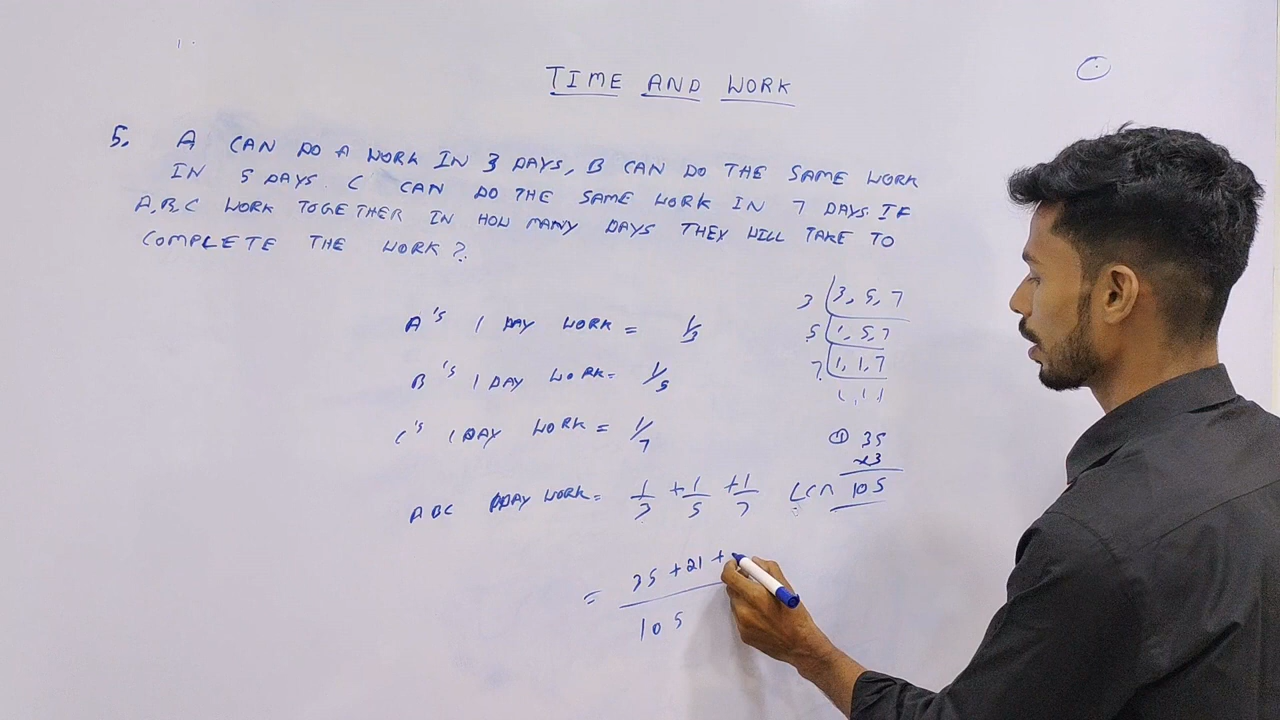 TIME AND WORK
5. A CAN DO A WORK IN 3 DAYS, B CAN DO THE SAME WORK
IN 5 DAYS. C CAN DO THE SAME WORK IN 7 DAYS. IF
A,B,C WORK TOGETHER IN HOW MANY DAYS THEY WILL TAKE TO
COMPLETE THE WORK?
A's 1 DAY WORK = 1/3
B's 1 DAY WORK = 1/5
C's 1 DAY WORK = 1/7
ABC DAY WORK = 1/3 + 1/5 + 1/7
= 35 + 21 +
105
3 3, 5, 7
5 1, 5, 7
7 1, 1, 7
1, 1, 1
① 35
x3
LCM 105